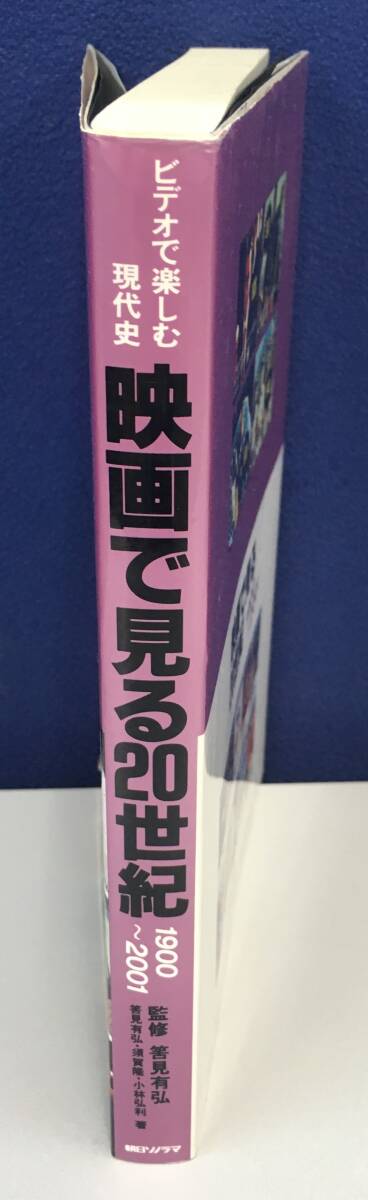 ビデオで楽しむ
現代史
映画で見る20世紀
1900
〜2001
監修 筈見有弘
筈見有弘・須賀隆・小林弘利 著
朝日ソノラマ